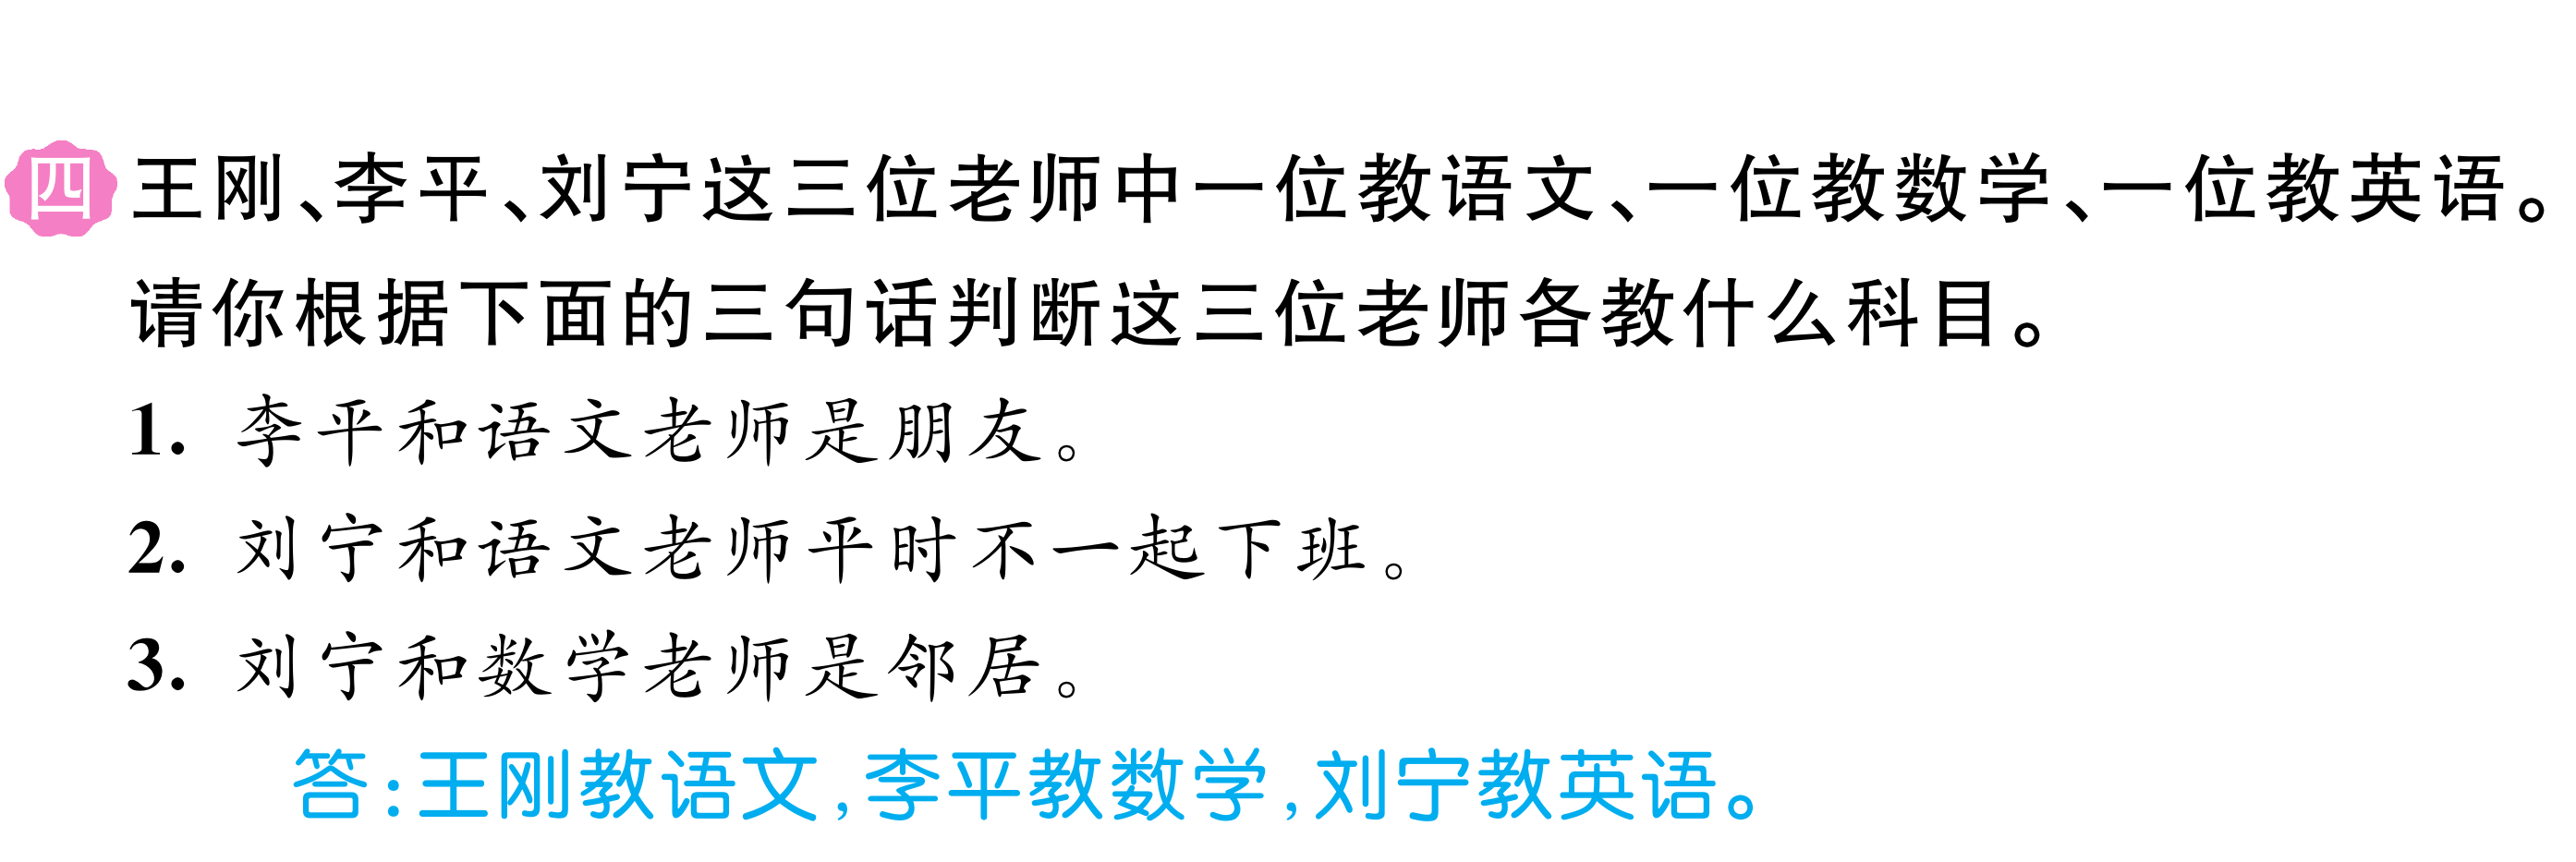 四 王刚、李平、刘宁这三位老师中一位教语文、一位教数学、一位教英语。
请你根据下面的三句话判断这三位老师各教什么科目。
1. 李平和语文老师是朋友。
2. 刘宁和语文老师平时不一起下班。
3. 刘宁和数学老师是邻居。
答:王刚教语文,李平教数学,刘宁教英语。